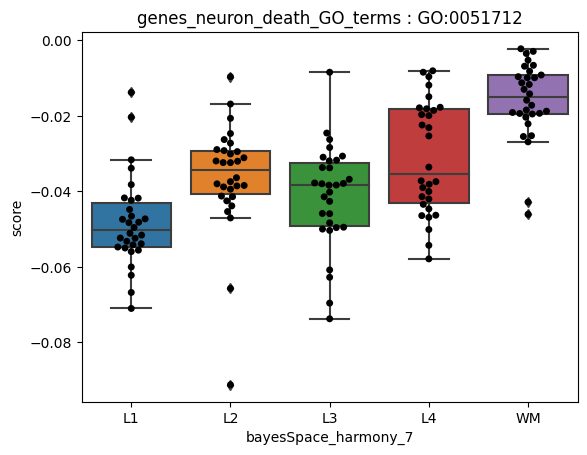 genes_neuron_death_GO_terms : GO:0051712
0.00
−0.02
−0.04
−0.06
−0.08
score
L1 L2 L3 L4 WM
bayesSpace_harmony_7